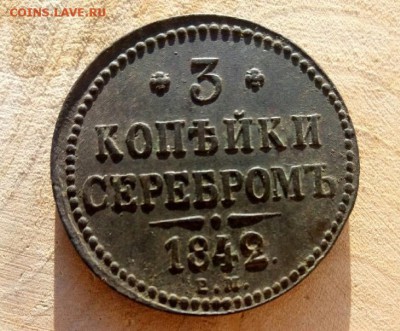 COINS.LAVE.RU
3
КОПѢЙКИ
СЕРЕБРОМЪ
1842.
Е.М.